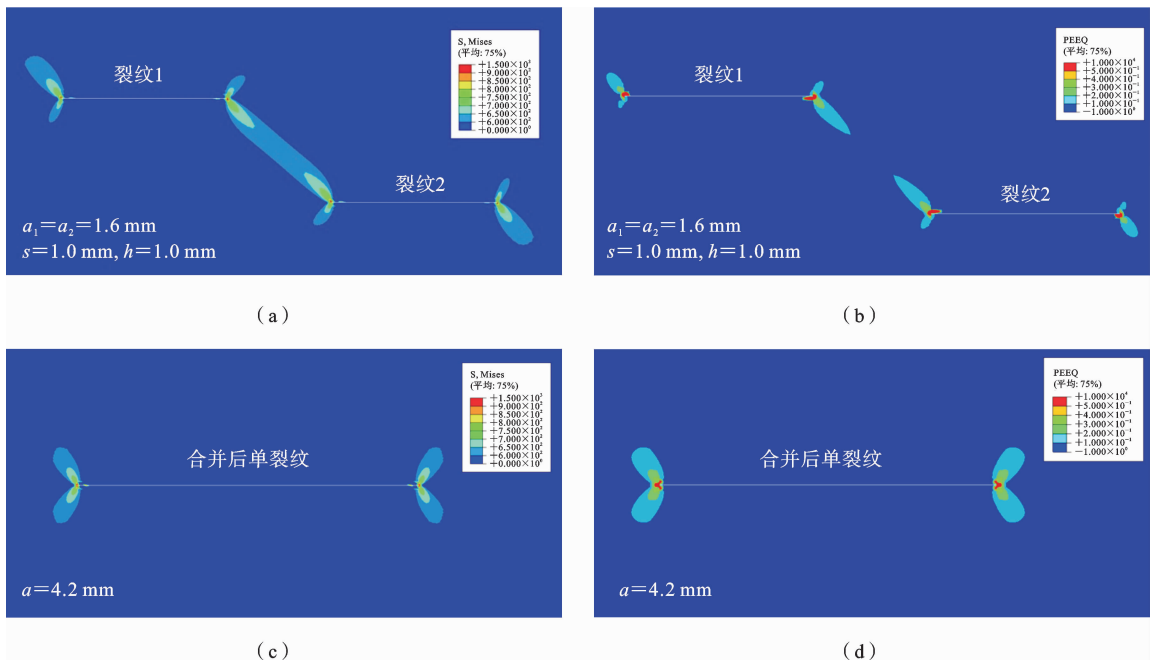 S, Mises
(平均: 75%)
+1.500×10³
+9.000×10²
+8.500×10²
+8.000×10²
+7.500×10²
+7.000×10²
+6.500×10²
+6.000×10²
+0.000×10⁰
裂纹1
裂纹2
a₁=a₂=1.6 mm
s=1.0 mm, h=1.0 mm
(a)
PEEQ
(平均: 75%)
+1.000×10⁴
+5.000×10⁻¹
+4.000×10⁻¹
+3.000×10⁻¹
+2.000×10⁻¹
+1.000×10⁻¹
−1.000×10⁰
裂纹1
裂纹2
a₁=a₂=1.6 mm
s=1.0 mm, h=1.0 mm
(b)
S, Mises
(平均: 75%)
+1.500×10³
+9.000×10²
+8.500×10²
+8.000×10²
+7.500×10²
+7.000×10²
+6.500×10²
+6.000×10²
+0.000×10⁰
合并后单裂纹
a=4.2 mm
(c)
PEEQ
(平均: 75%)
+1.000×10⁴
+5.000×10⁻¹
+4.000×10⁻¹
+3.000×10⁻¹
+2.000×10⁻¹
+1.000×10⁻¹
−1.000×10⁰
合并后单裂纹
a=4.2 mm
(d)